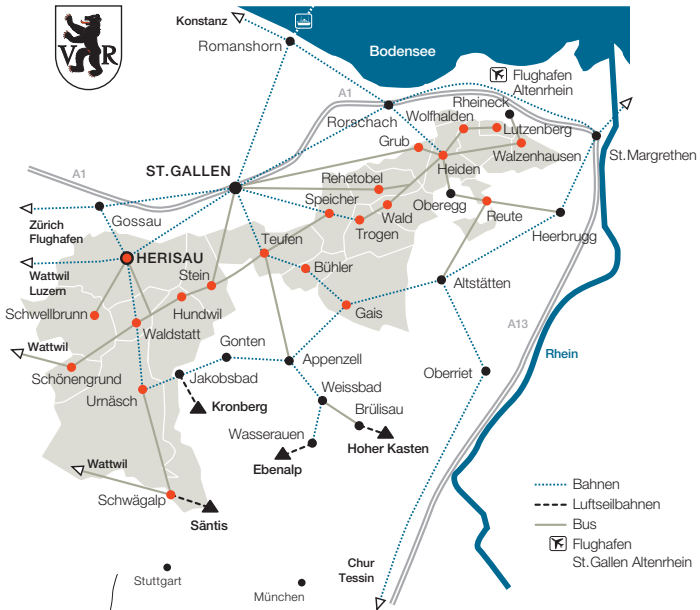 V R
Konstanz
Romanshorn
Bodensee
Flughafen
Altenrhein
A1
Rheineck
Rorschach
Wolfhalden
Lutzenberg
Grub
St. Margrethen
Walzenhausen
Heiden
ST. GALLEN
A1
Rehetobel
Speicher
Oberegg
Wald
Reute
Gossau
Zürich
Flughafen
Trogen
Heerbrugg
Teufen
HERISAU
Wattwil
Luzern
Stein
Bühler
Altstätten
Hundwil
Gais
Schwellbrunn
Waldstatt
A13
Gonten
Wattwil
Appenzell
Rhein
Schönengrund
Jakobsbad
Oberriet
Weissbad
Urnäsch
Kronberg
Brülisau
Wasserauen
Hoher Kasten
Wattwil
Ebenalp
Schwägalp
Säntis
Bahnen
Luftseilbahnen
Bus
Flughafen
St. Gallen Altenrhein
Chur
Tessin
Stuttgart
München